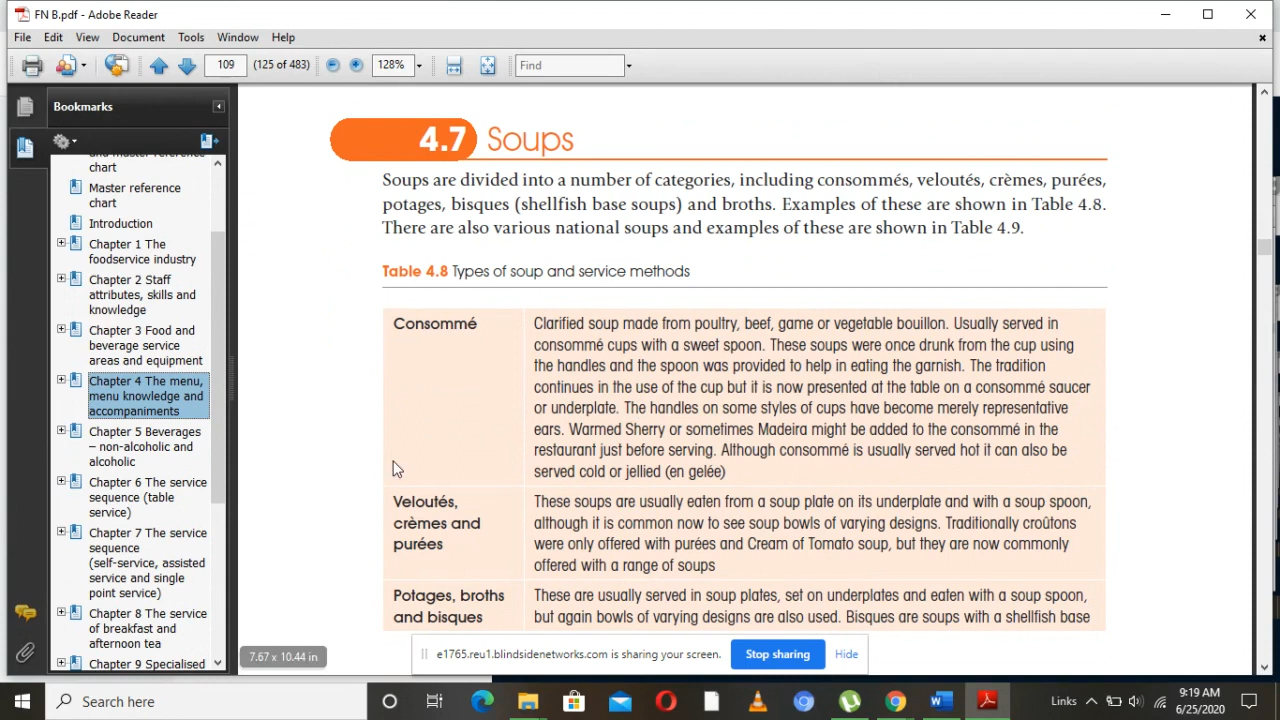 FN B.pdf - Adobe Reader
File Edit View Document Tools Window Help
109 (125 of 483) 128% Find
Bookmarks
and master reference
chart
Master reference
chart
Introduction
Chapter 1 The
foodservice industry
Chapter 2 Staff
attributes, skills and
knowledge
Chapter 3 Food and
beverage service
areas and equipment
Chapter 4 The menu,
menu knowledge and
accompaniments
Chapter 5 Beverages
– non-alcoholic and
alcoholic
Chapter 6 The service
sequence (table
service)
Chapter 7 The service
sequence
(self-service, assisted
service and single
point service)
Chapter 8 The service
of breakfast and
afternoon tea
Chapter 9 Specialised
4.7 Soups
Soups are divided into a number of categories, including consommés, veloutés, crèmes, purées,
potages, bisques (shellfish base soups) and broths. Examples of these are shown in Table 4.8.
There are also various national soups and examples of these are shown in Table 4.9.
Table 4.8 Types of soup and service methods
Consommé
Clarified soup made from poultry, beef, game or vegetable bouillon. Usually served in
consommé cups with a sweet spoon. These soups were once drunk from the cup using
the handles and the spoon was provided to help in eating the garnish. The tradition
continues in the use of the cup but it is now presented at the table on a consommé saucer
or underplate. The handles on some styles of cups have become merely representative
ears. Warmed Sherry or sometimes Madeira might be added to the consommé in the
restaurant just before serving. Although consommé is usually served hot it can also be
served cold or jellied (en gelée)
Veloutés,
crèmes and
purées
These soups are usually eaten from a soup plate on its underplate and with a soup spoon,
although it is common now to see soup bowls of varying designs. Traditionally croûtons
were only offered with purées and Cream of Tomato soup, but they are now commonly
offered with a range of soups
Potages, broths
and bisques
These are usually served in soup plates, set on underplates and eaten with a soup spoon,
but again bowls of varying designs are also used. Bisques are soups with a shellfish base
7.67 x 10.44 in
e1765.reu1.blindsidenetworks.com is sharing your screen. Stop sharing Hide
Search here
Links
9:19 AM
6/25/2020